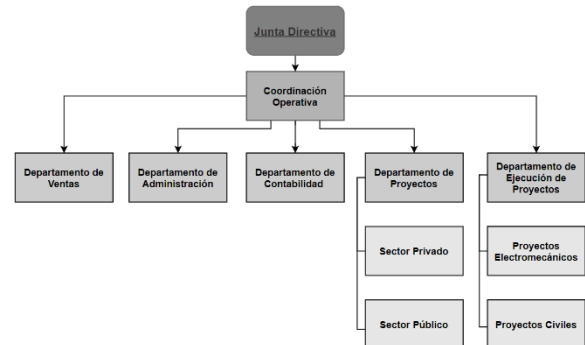 Junta Directiva
Coordinación
Operativa
Departamento de
Ventas
Departamento de
Administración
Departamento de
Contabilidad
Departamento de
Proyectos
Departamento de
Ejecución de
Proyectos
Sector Privado
Proyectos
Electromecánicos
Sector Público
Proyectos Civiles